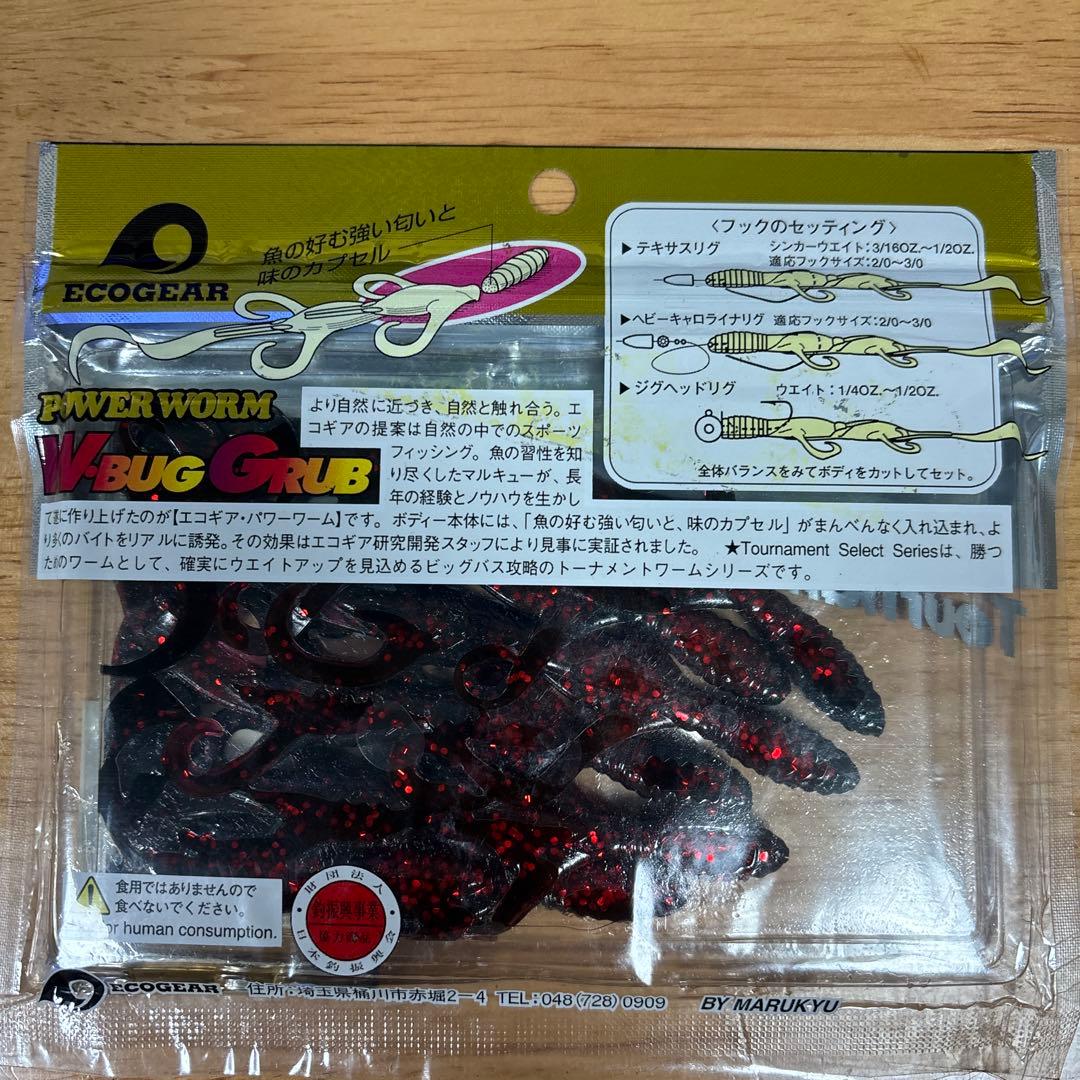 ECOGEAR
魚の好む強い匂いと
味のカプセル
〈フックのセッティング〉
▶テキサスリグ シンカーウエイト:3/16OZ.〜1/2OZ.
適応フックサイズ:2/0〜3/0
▶ヘビーキャロライナリグ 適応フックサイズ:2/0〜3/0
▶ジグヘッドリグ ウエイト:1/4OZ.〜1/2OZ.
全体バランスをみてボディをカットしてセット。
POWER WORM
W-BUG GRUB
より自然に近づき、自然と触れ合う。エ
コギアの提案は自然の中でのスポーツ
フィッシング。魚の習性を知
り尽くしたマルキューが、長
年の経験とノウハウを生かし
て遂に作り上げたのが【エコギア・パワーワーム】です。ボディー本体には、「魚の好む強い匂いと、味のカプセル」がまんべんなく入れ込まれ、よ
り多くのバイトをリアルに誘発。その効果はエコギア研究開発スタッフにより見事に実証されました。 ★Tournament Select Seriesは、勝つ
ためのワームとして、確実にウエイトアップを見込めるビッグバス攻略のトーナメントワームシリーズです。
食用ではありませんので
食べないでください。
or human consumption.
財団法人
釣振興事業
協力商品
日本釣振興会
ECOGEAR 住所:埼玉県桶川市赤堀2-4 TEL:048(728)0909 BY MARUKYU